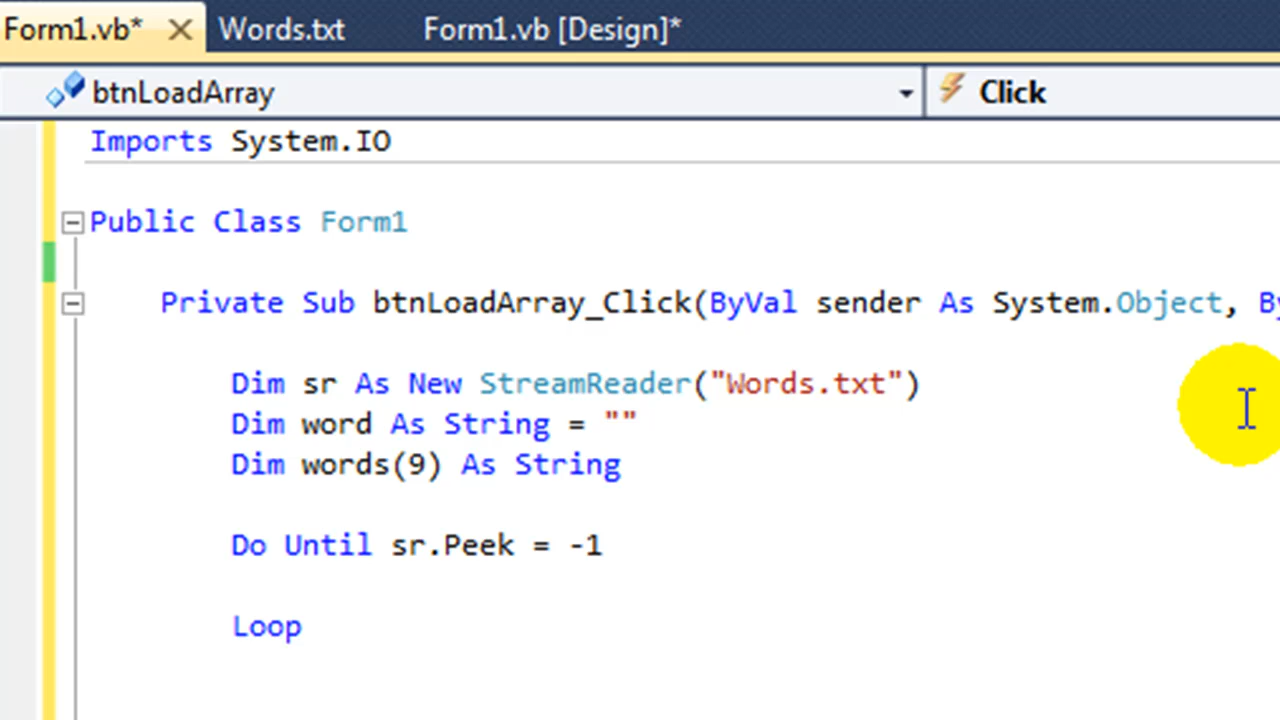 Form1.vb* Words.txt Form1.vb [Design]*
btnLoadArray Click
Imports System.IO
Public Class Form1
Private Sub btnLoadArray_Click(ByVal sender As System.Object, By
Dim sr As New StreamReader("Words.txt")
Dim word As String = ""
Dim words(9) As String
Do Until sr.Peek = -1
Loop